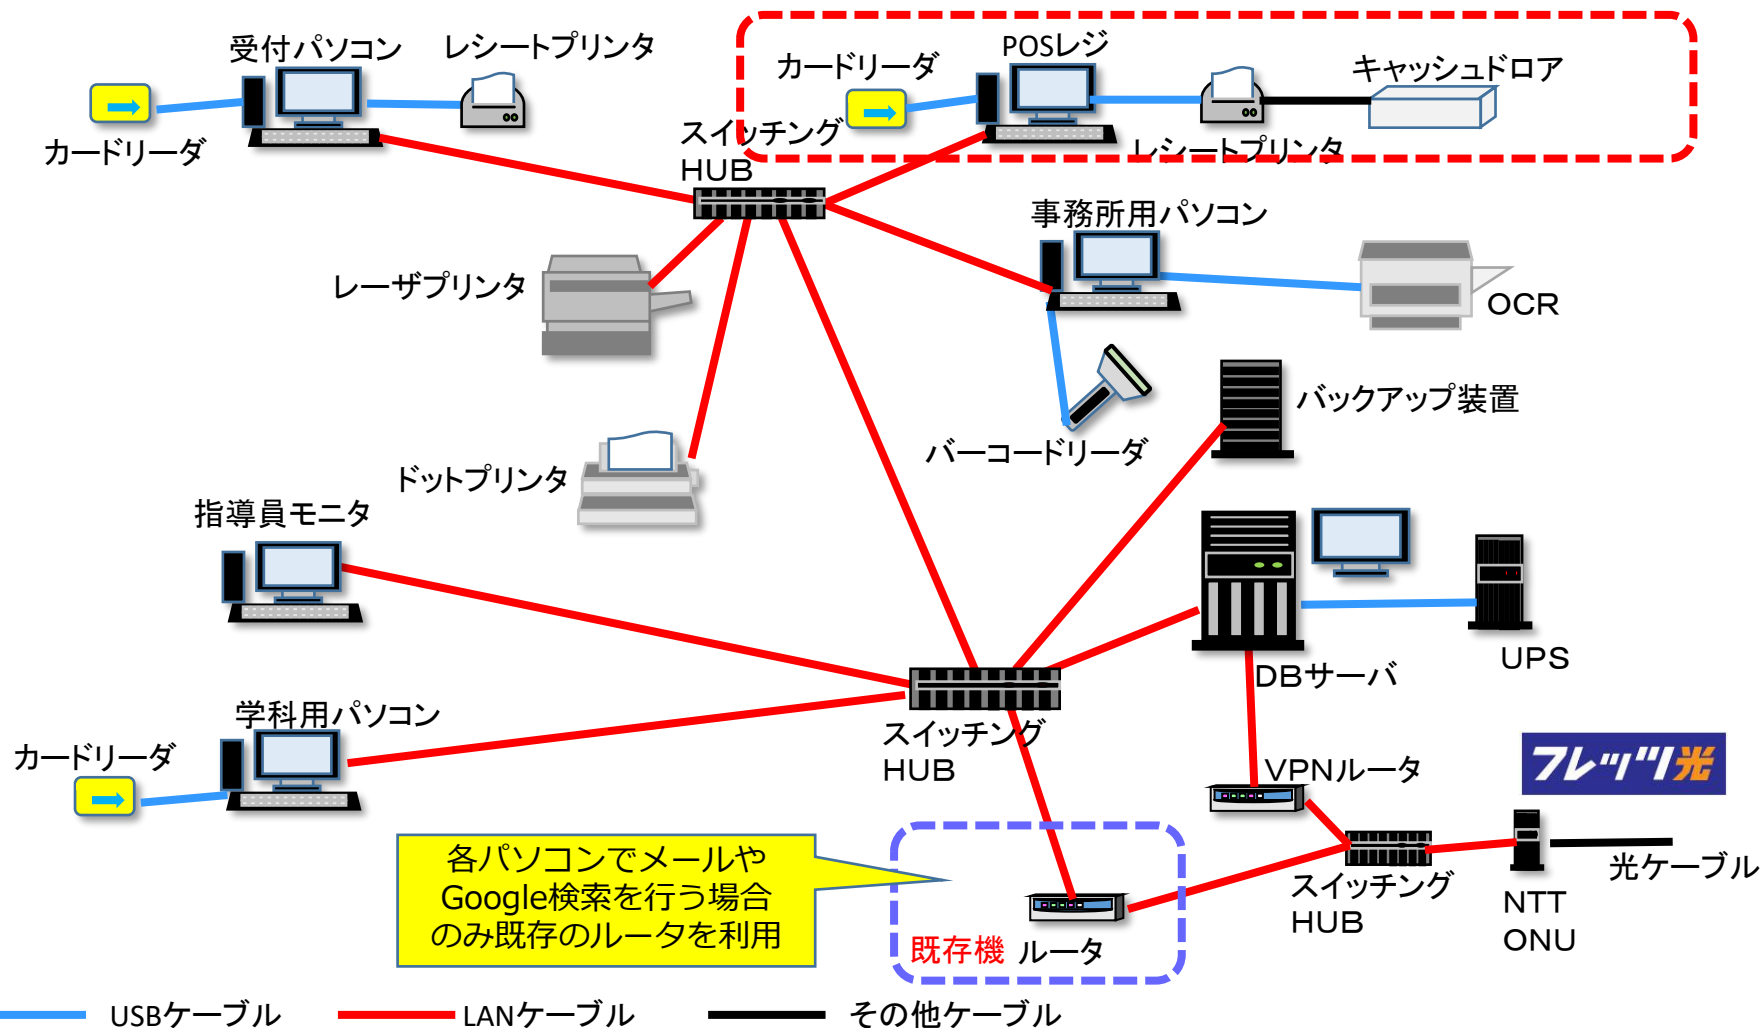 受付パソコン
レシートプリンタ
カードリーダ
カードリーダ
POSレジ
キャッシュドロア
レシートプリンタ
スイッチング
HUB
事務所用パソコン
レーザプリンタ
OCR
バーコードリーダ
バックアップ装置
ドットプリンタ
指導員モニタ
UPS
DBサーバ
学科用パソコン
カードリーダ
スイッチング
HUB
VPNルータ
フレッツ光
各パソコンでメールや
Google検索を行う場合
のみ既存のルータを利用
既存機 ルータ
スイッチング
HUB
光ケーブル
NTT
ONU
USBケーブル
LANケーブル
その他ケーブル